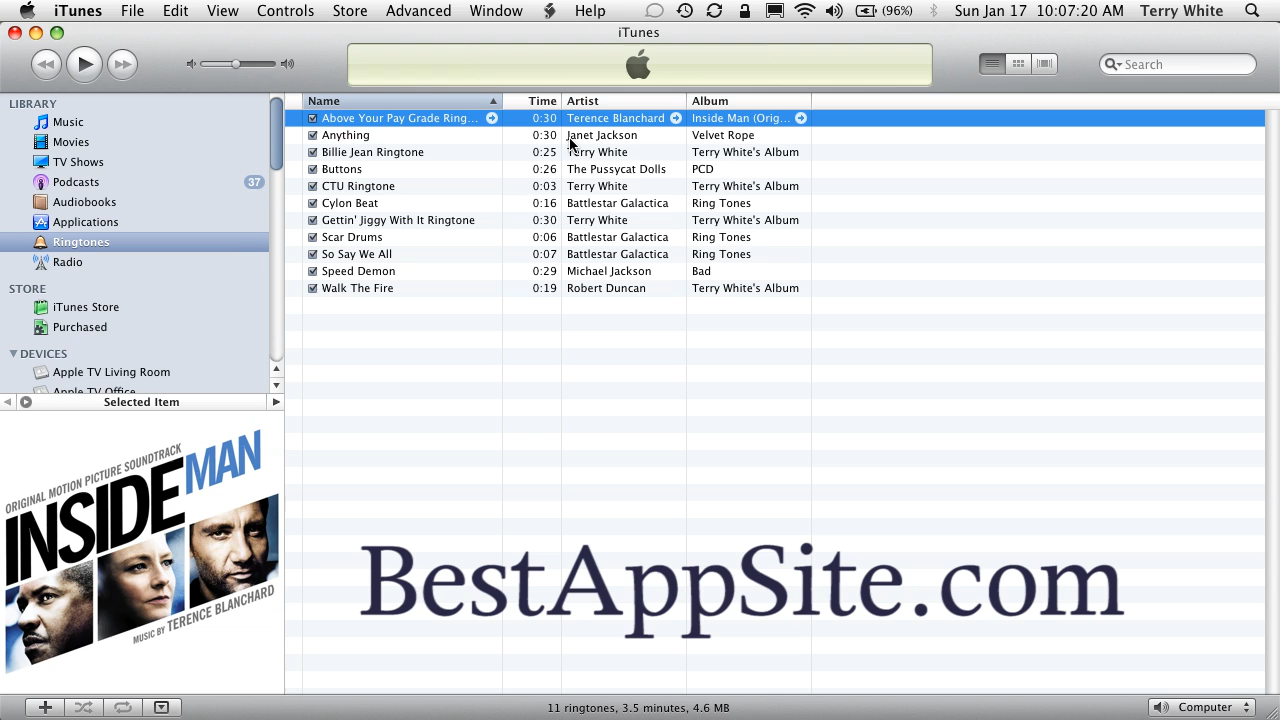 iTunes File Edit View Controls Store Advanced Window Help (96%) Sun Jan 17 10:07:20 AM Terry White
iTunes
Search
LIBRARY
Music
Movies
TV Shows
Podcasts 37
Audiobooks
Applications
Ringtones
Radio
STORE
iTunes Store
Purchased
DEVICES
Apple TV Living Room
Apple TV Office
Selected Item
ORIGINAL MOTION PICTURE SOUNDTRACK
INSIDE MAN
MUSIC BY TERENCE BLANCHARD
Name Time Artist Album
Above Your Pay Grade Ring... 0:30 Terence Blanchard Inside Man (Orig...
Anything 0:30 Janet Jackson Velvet Rope
Billie Jean Ringtone 0:25 Terry White Terry White's Album
Buttons 0:26 The Pussycat Dolls PCD
CTU Ringtone 0:03 Terry White Terry White's Album
Cylon Beat 0:16 Battlestar Galactica Ring Tones
Gettin' Jiggy With It Ringtone 0:30 Terry White Terry White's Album
Scar Drums 0:06 Battlestar Galactica Ring Tones
So Say We All 0:07 Battlestar Galactica Ring Tones
Speed Demon 0:29 Michael Jackson Bad
Walk The Fire 0:19 Robert Duncan Terry White's Album
BestAppSite.com
11 ringtones, 3.5 minutes, 4.6 MB
Computer